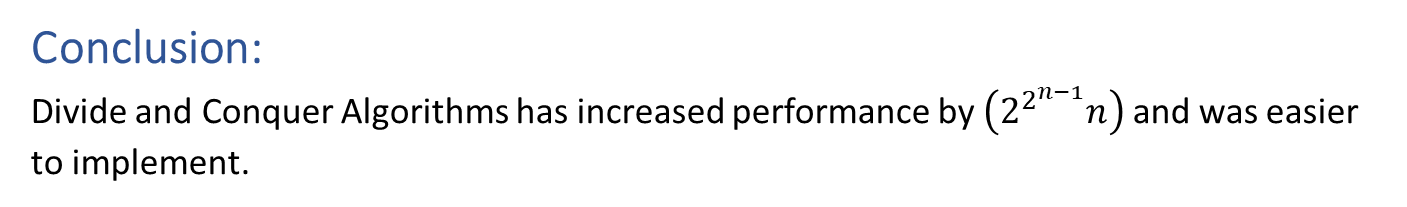 Conclusion:
Divide and Conquer Algorithms has increased performance by $(2^{2^{n-1}}n)$ and was easier
to implement.